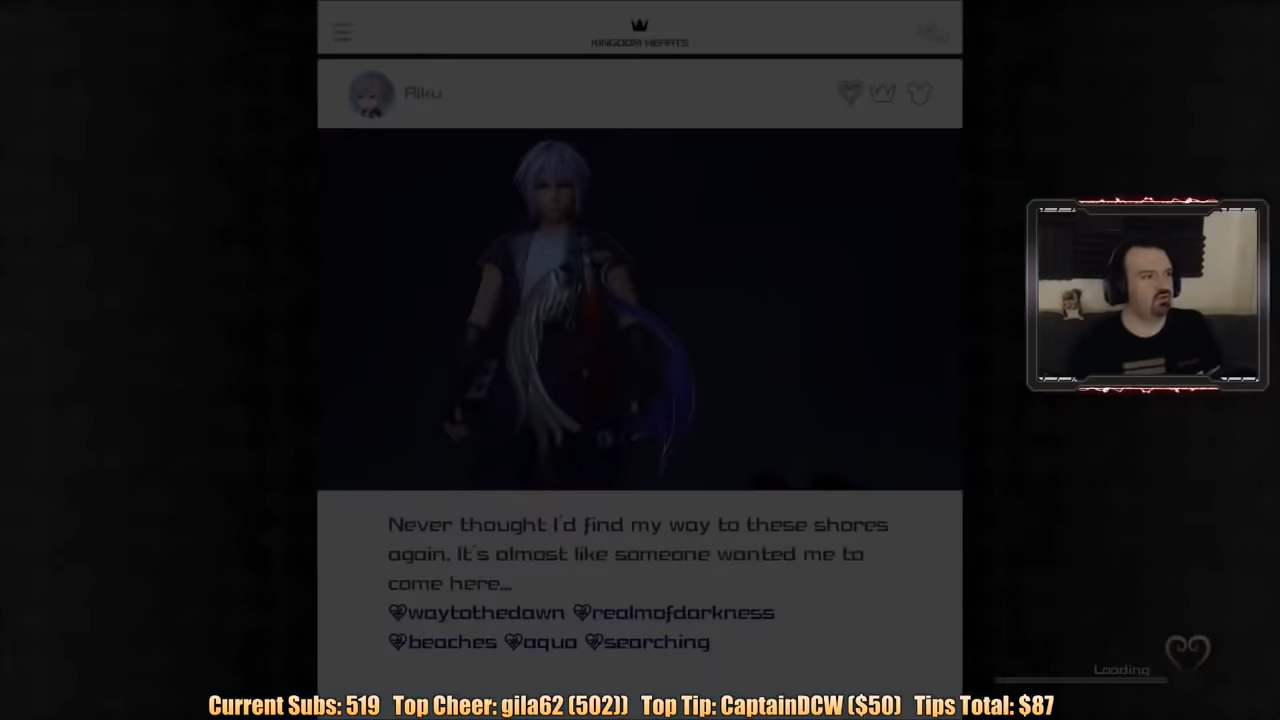 KINGDOM HEARTS
Riku
Never thought I'd find my way to these shores
again. It's almost like someone wanted me to
come here...
waytothedawn realmofdarkness
beaches aqua searching
Loading
Current Subs: 519 Top Cheer: gila62 (502)) Top Tip: CaptainDCW ($50) Tips Total: $87